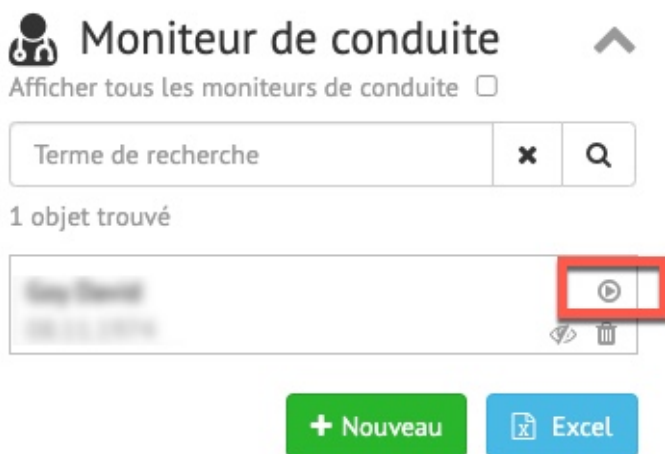 Moniteur de conduite
Afficher tous les moniteurs de conduite
Terme de recherche
1 objet trouvé
+ Nouveau
Excel